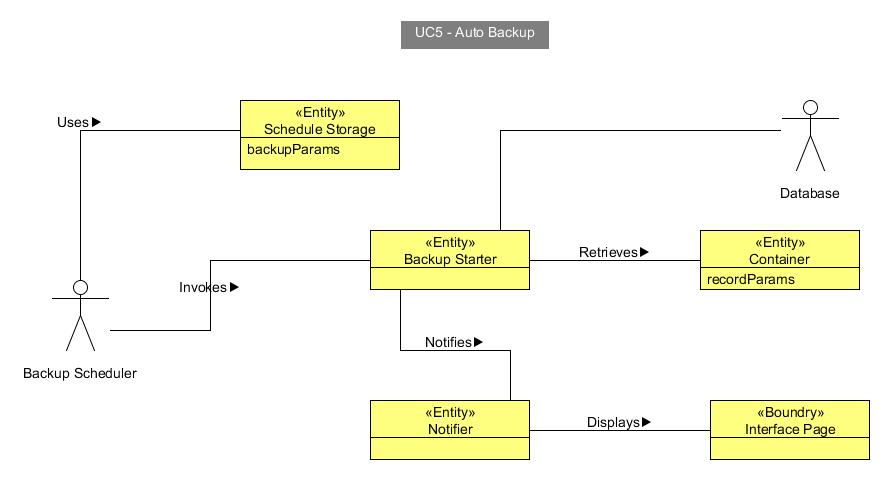 UC5 - Auto Backup
Uses▶
«Entity»
Schedule Storage
backupParams
Database
«Entity»
Backup Starter
Retrieves▶
«Entity»
Container
recordParams
Invokes▶
Backup Scheduler
Notifies▶
«Entity»
Notifier
Displays▶
«Boundry»
Interface Page